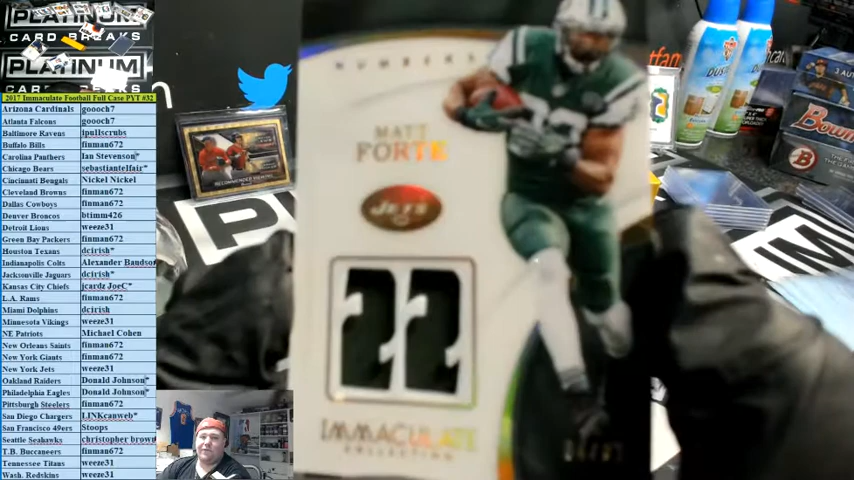 PLATINUM
CARD BREAKS
PLATINUM
CARD BREAKS
2017 Immaculate Football Full Case PYT #32
Arizona Cardinals goooch7
Atlanta Falcons goooch7
Baltimore Ravens Ipullscrubs
Buffalo Bills finman672
Carolina Panthers Ian Stevenson*
Chicago Bears sebastiantelfair*
Cincinnati Bengals Nickel Nickel
Cleveland Browns finman672
Dallas Cowboys finman672
Denver Broncos btimm426
Detroit Lions weeze31
Green Bay Packers finman672
Houston Texans dcirish*
Indianapolis Colts Alexander Baudson
Jacksonville Jaguars dcirish*
Kansas City Chiefs jcardz JoeC*
L.A. Rams finman672
Miami Dolphins dcirish
Minnesota Vikings weeze31
NE Patriots Michael Cohen
New Orleans Saints finman672
New York Giants finman672
New York Jets weeze31
Oakland Raiders Donald Johnson*
Philadelphia Eagles Donald Johnson*
Pittsburgh Steelers finman672
San Diego Chargers LINKcanweb*
San Francisco 49ers Stoops
Seattle Seahawks christopher brown
T.B. Buccaneers finman672
Tennessee Titans weeze31
Wash. Redskins weeze31
NUMBERS
MATT
FORTE
JETS
22
IMMACULATE
COLLECTION
Bowman
B